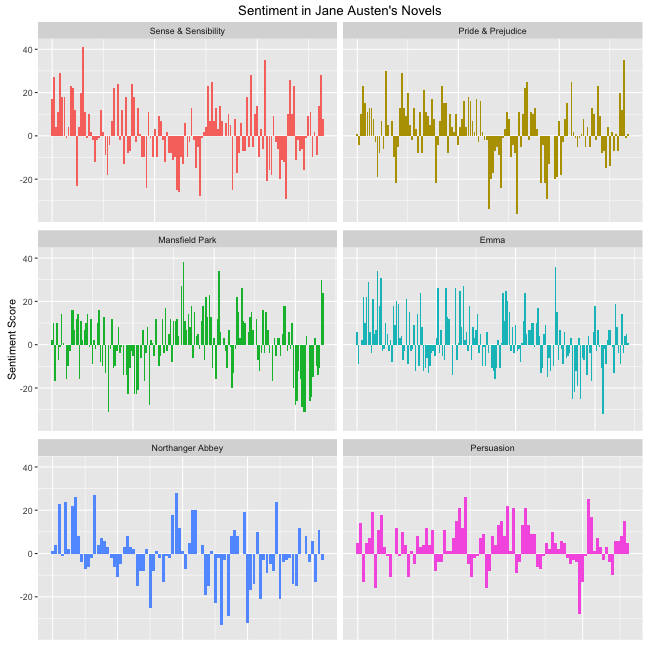 Sentiment in Jane Austen's Novels
Sense & Sensibility
Pride & Prejudice
40
20
0
-20
Mansfield Park
Emma
Sentiment Score
40
20
0
-20
Northanger Abbey
Persuasion
40
20
0
-20